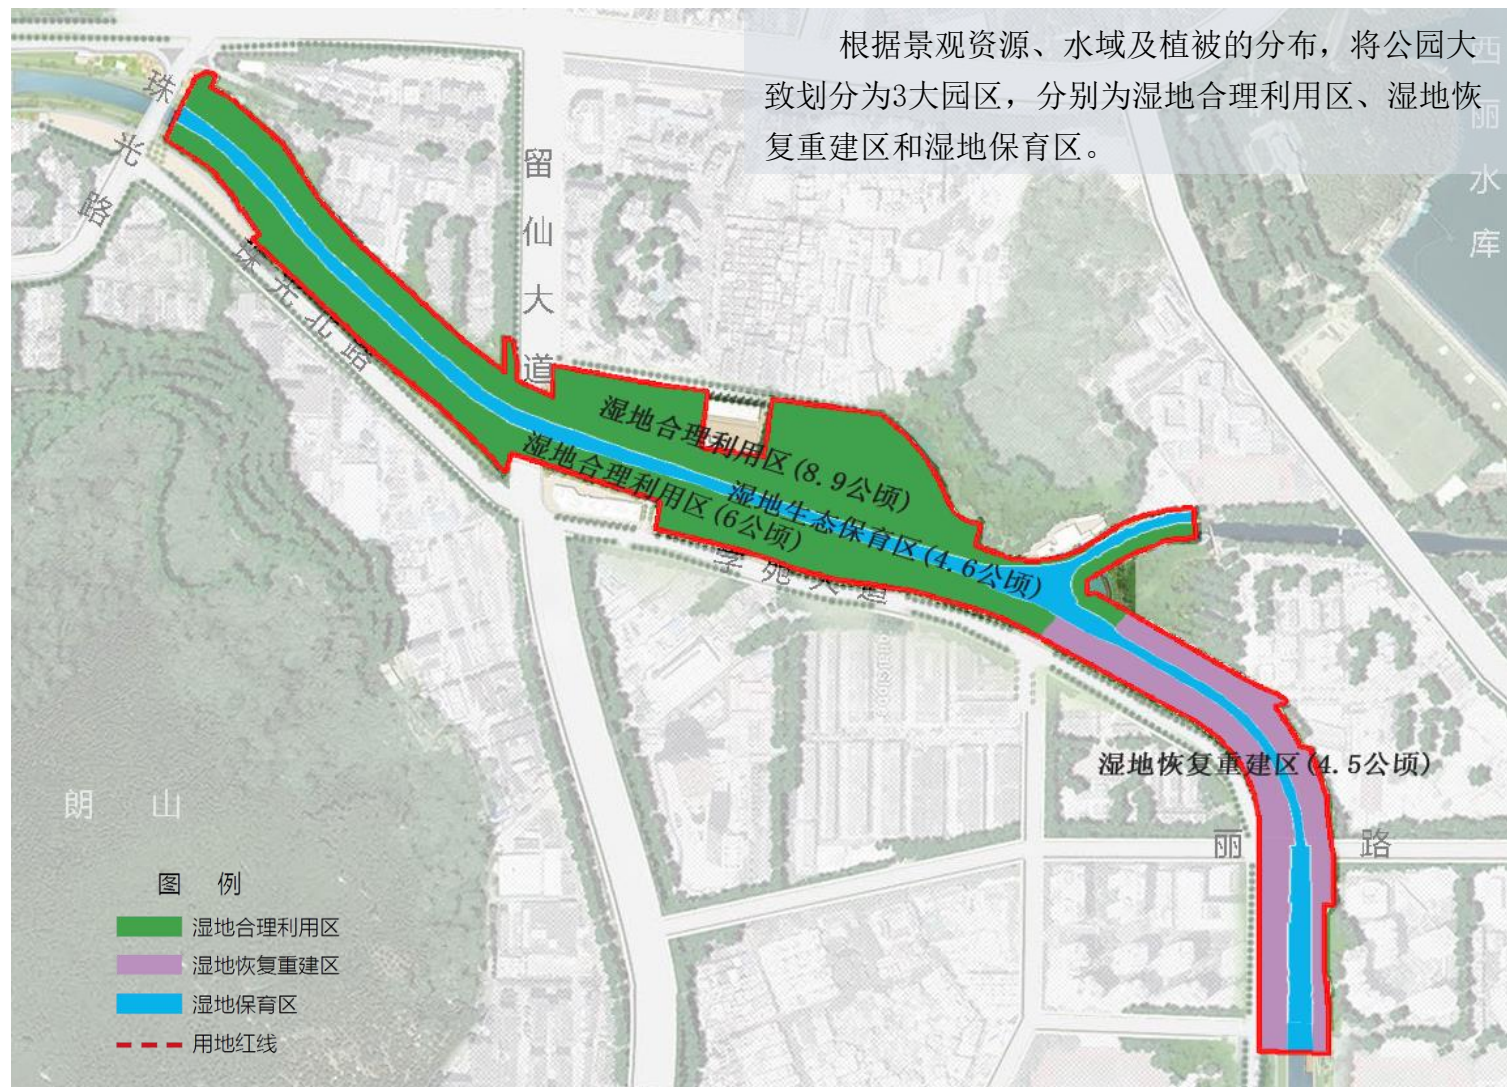 根据景观资源、水域及植被的分布，将公园大
致划分为3大园区，分别为湿地合理利用区、湿地恢
复重建区和湿地保育区。
西丽水库
珠光路
留仙大道
珠光北路
湿地合理利用区(8.9公顷)
湿地合理利用区(6公顷)
湿地生态保育区(4.6公顷)
学苑大道
湿地恢复重建区(4.5公顷)
朗山
丽 路
图 例
湿地合理利用区
湿地恢复重建区
湿地保育区
用地红线